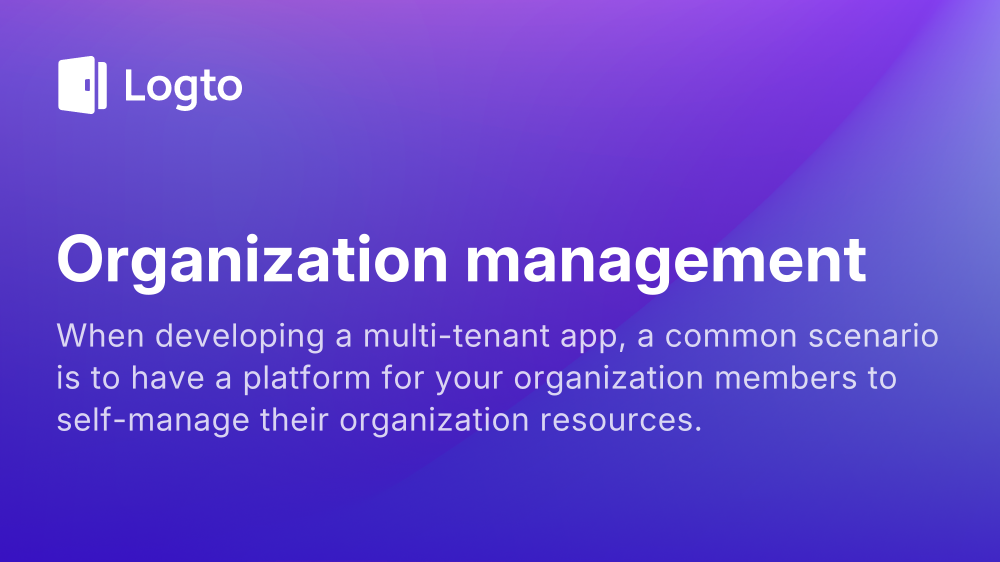 Logto
Organization management
When developing a multi-tenant app, a common scenario
is to have a platform for your organization members to
self-manage their organization resources.